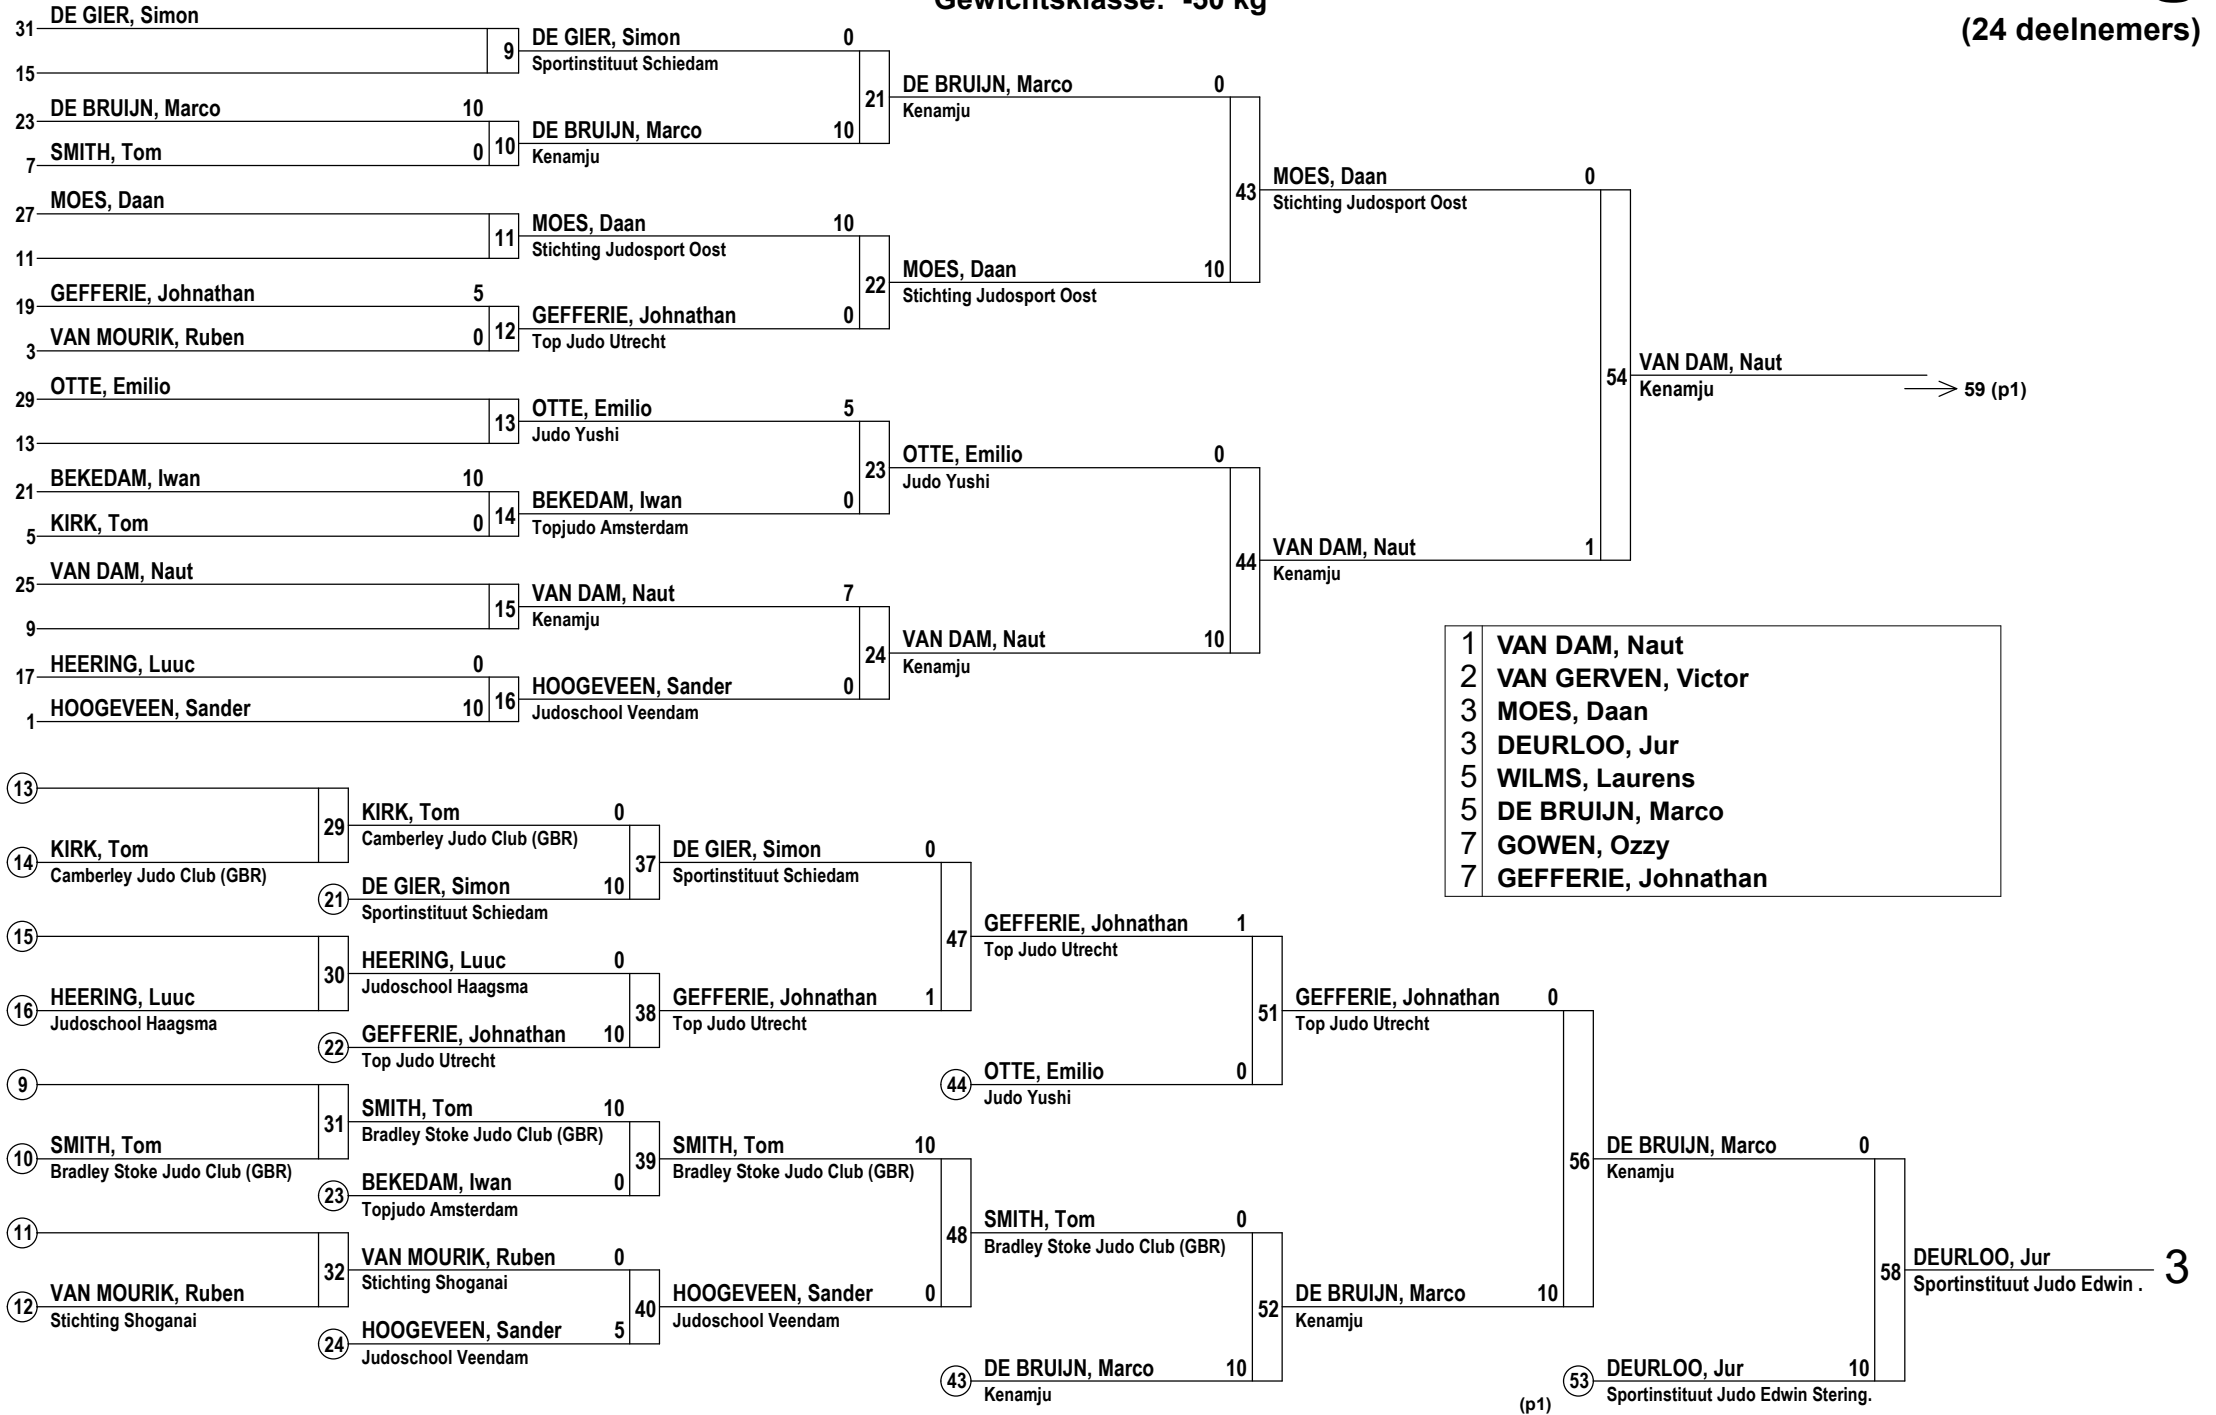 Gewichtsklasse: -50 kg
(24 deelnemers)
31 DE GIER, Simon
15
9
DE GIER, Simon 0
Sportinstituut Schiedam
23 DE BRUIJN, Marco 10
7 SMITH, Tom 0
10
DE BRUIJN, Marco 10
Kenamju
21
DE BRUIJN, Marco 0
Kenamju
27 MOES, Daan
11
11
MOES, Daan 10
Stichting Judosport Oost
19 GEFFERIE, Johnathan 5
3 VAN MOURIK, Ruben 0
12
GEFFERIE, Johnathan 0
Top Judo Utrecht
22
MOES, Daan 10
Stichting Judosport Oost
43
MOES, Daan 0
Stichting Judosport Oost
29 OTTE, Emilio
13
13
OTTE, Emilio 5
Judo Yushi
21 BEKEDAM, Iwan 10
5 KIRK, Tom 0
14
BEKEDAM, Iwan 0
Topjudo Amsterdam
23
OTTE, Emilio 0
Judo Yushi
25 VAN DAM, Naut
9
15
VAN DAM, Naut 7
Kenamju
17 HEERING, Luuc 0
1 HOOGEVEEN, Sander 10
16
HOOGEVEEN, Sander 0
Judoschool Veendam
24
VAN DAM, Naut 10
Kenamju
44
VAN DAM, Naut 1
Kenamju
54
VAN DAM, Naut
Kenamju
59 (p1)
1 VAN DAM, Naut
2 VAN GERVEN, Victor
3 MOES, Daan
3 DEURLOO, Jur
5 WILMS, Laurens
5 DE BRUIJN, Marco
7 GOWEN, Ozzy
7 GEFFERIE, Johnathan
13
14 KIRK, Tom
Camberley Judo Club (GBR)
29
KIRK, Tom 0
Camberley Judo Club (GBR)
21 DE GIER, Simon 10
Sportinstituut Schiedam
37
DE GIER, Simon 0
Sportinstituut Schiedam
15
16 HEERING, Luuc
Judoschool Haagsma
30
HEERING, Luuc 0
Judoschool Haagsma
22 GEFFERIE, Johnathan 10
Top Judo Utrecht
38
GEFFERIE, Johnathan 1
Top Judo Utrecht
47
GEFFERIE, Johnathan 1
Top Judo Utrecht
44 OTTE, Emilio 0
Judo Yushi
51
GEFFERIE, Johnathan 0
Top Judo Utrecht
9
10 SMITH, Tom
Bradley Stoke Judo Club (GBR)
31
SMITH, Tom 10
Bradley Stoke Judo Club (GBR)
23 BEKEDAM, Iwan 0
Topjudo Amsterdam
39
SMITH, Tom 10
Bradley Stoke Judo Club (GBR)
11
12 VAN MOURIK, Ruben
Stichting Shoganai
32
VAN MOURIK, Ruben 0
Stichting Shoganai
24 HOOGEVEEN, Sander 5
Judoschool Veendam
40
HOOGEVEEN, Sander 0
Judoschool Veendam
48
SMITH, Tom 0
Bradley Stoke Judo Club (GBR)
43 DE BRUIJN, Marco 10
Kenamju
52
DE BRUIJN, Marco 10
Kenamju
56
DE BRUIJN, Marco 0
Kenamju
(p1)
53 DEURLOO, Jur 10
Sportinstituut Judo Edwin Stering.
58
DEURLOO, Jur
Sportinstituut Judo Edwin .
3